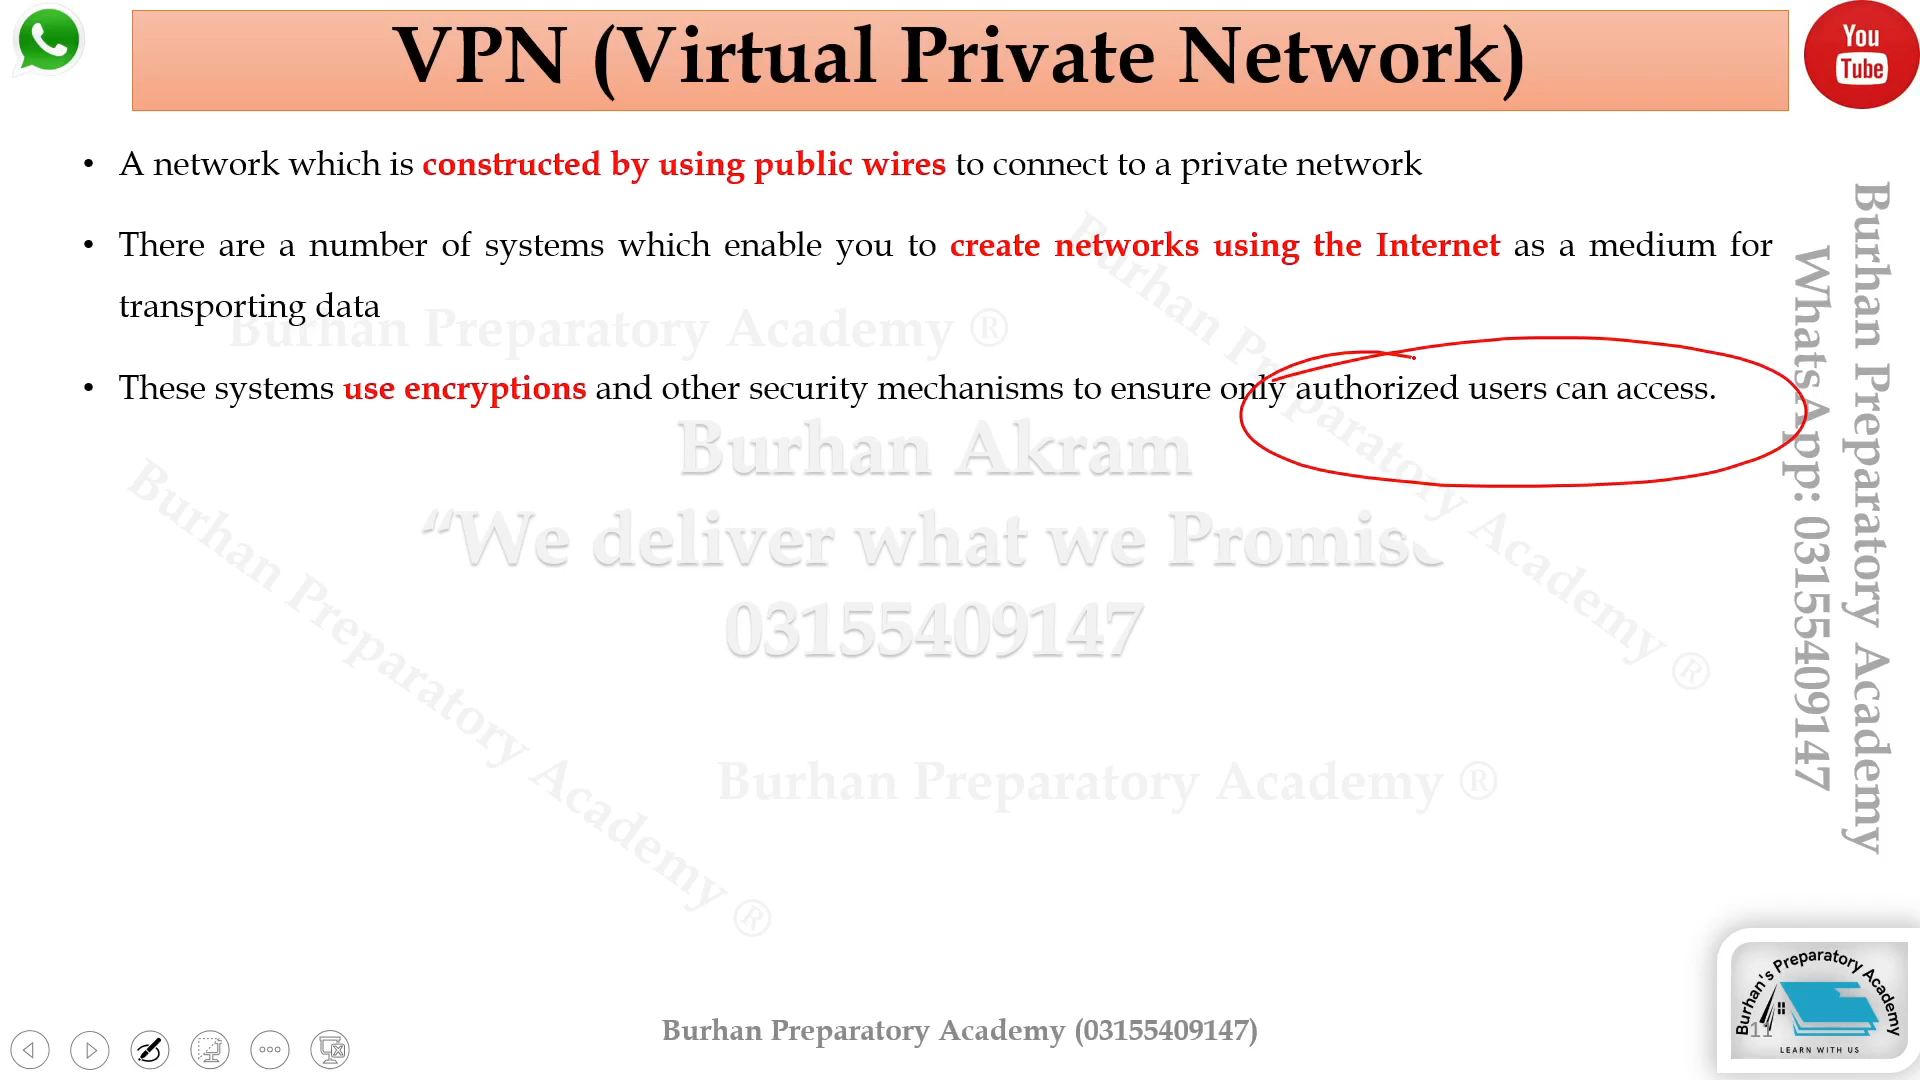 VPN (Virtual Private Network)
You
Tube
• A network which is constructed by using public wires to connect to a private network
• There are a number of systems which enable you to create networks using the Internet as a medium for
transporting data
• These systems use encryptions and other security mechanisms to ensure only authorized users can access.
Burhan Preparatory Academy ®
Burhan Preparatory Academy ®
Burhan Akram
“We deliver what we Promise
03155409147
Burhan Preparatory Academy ®
Burhan Preparatory Academy ®
Burhan Preparatory Academy
WhatsApp: 03155409147
Burhan Preparatory Academy (03155409147)
Burhan's Preparatory Academy
11
LEARN WITH US